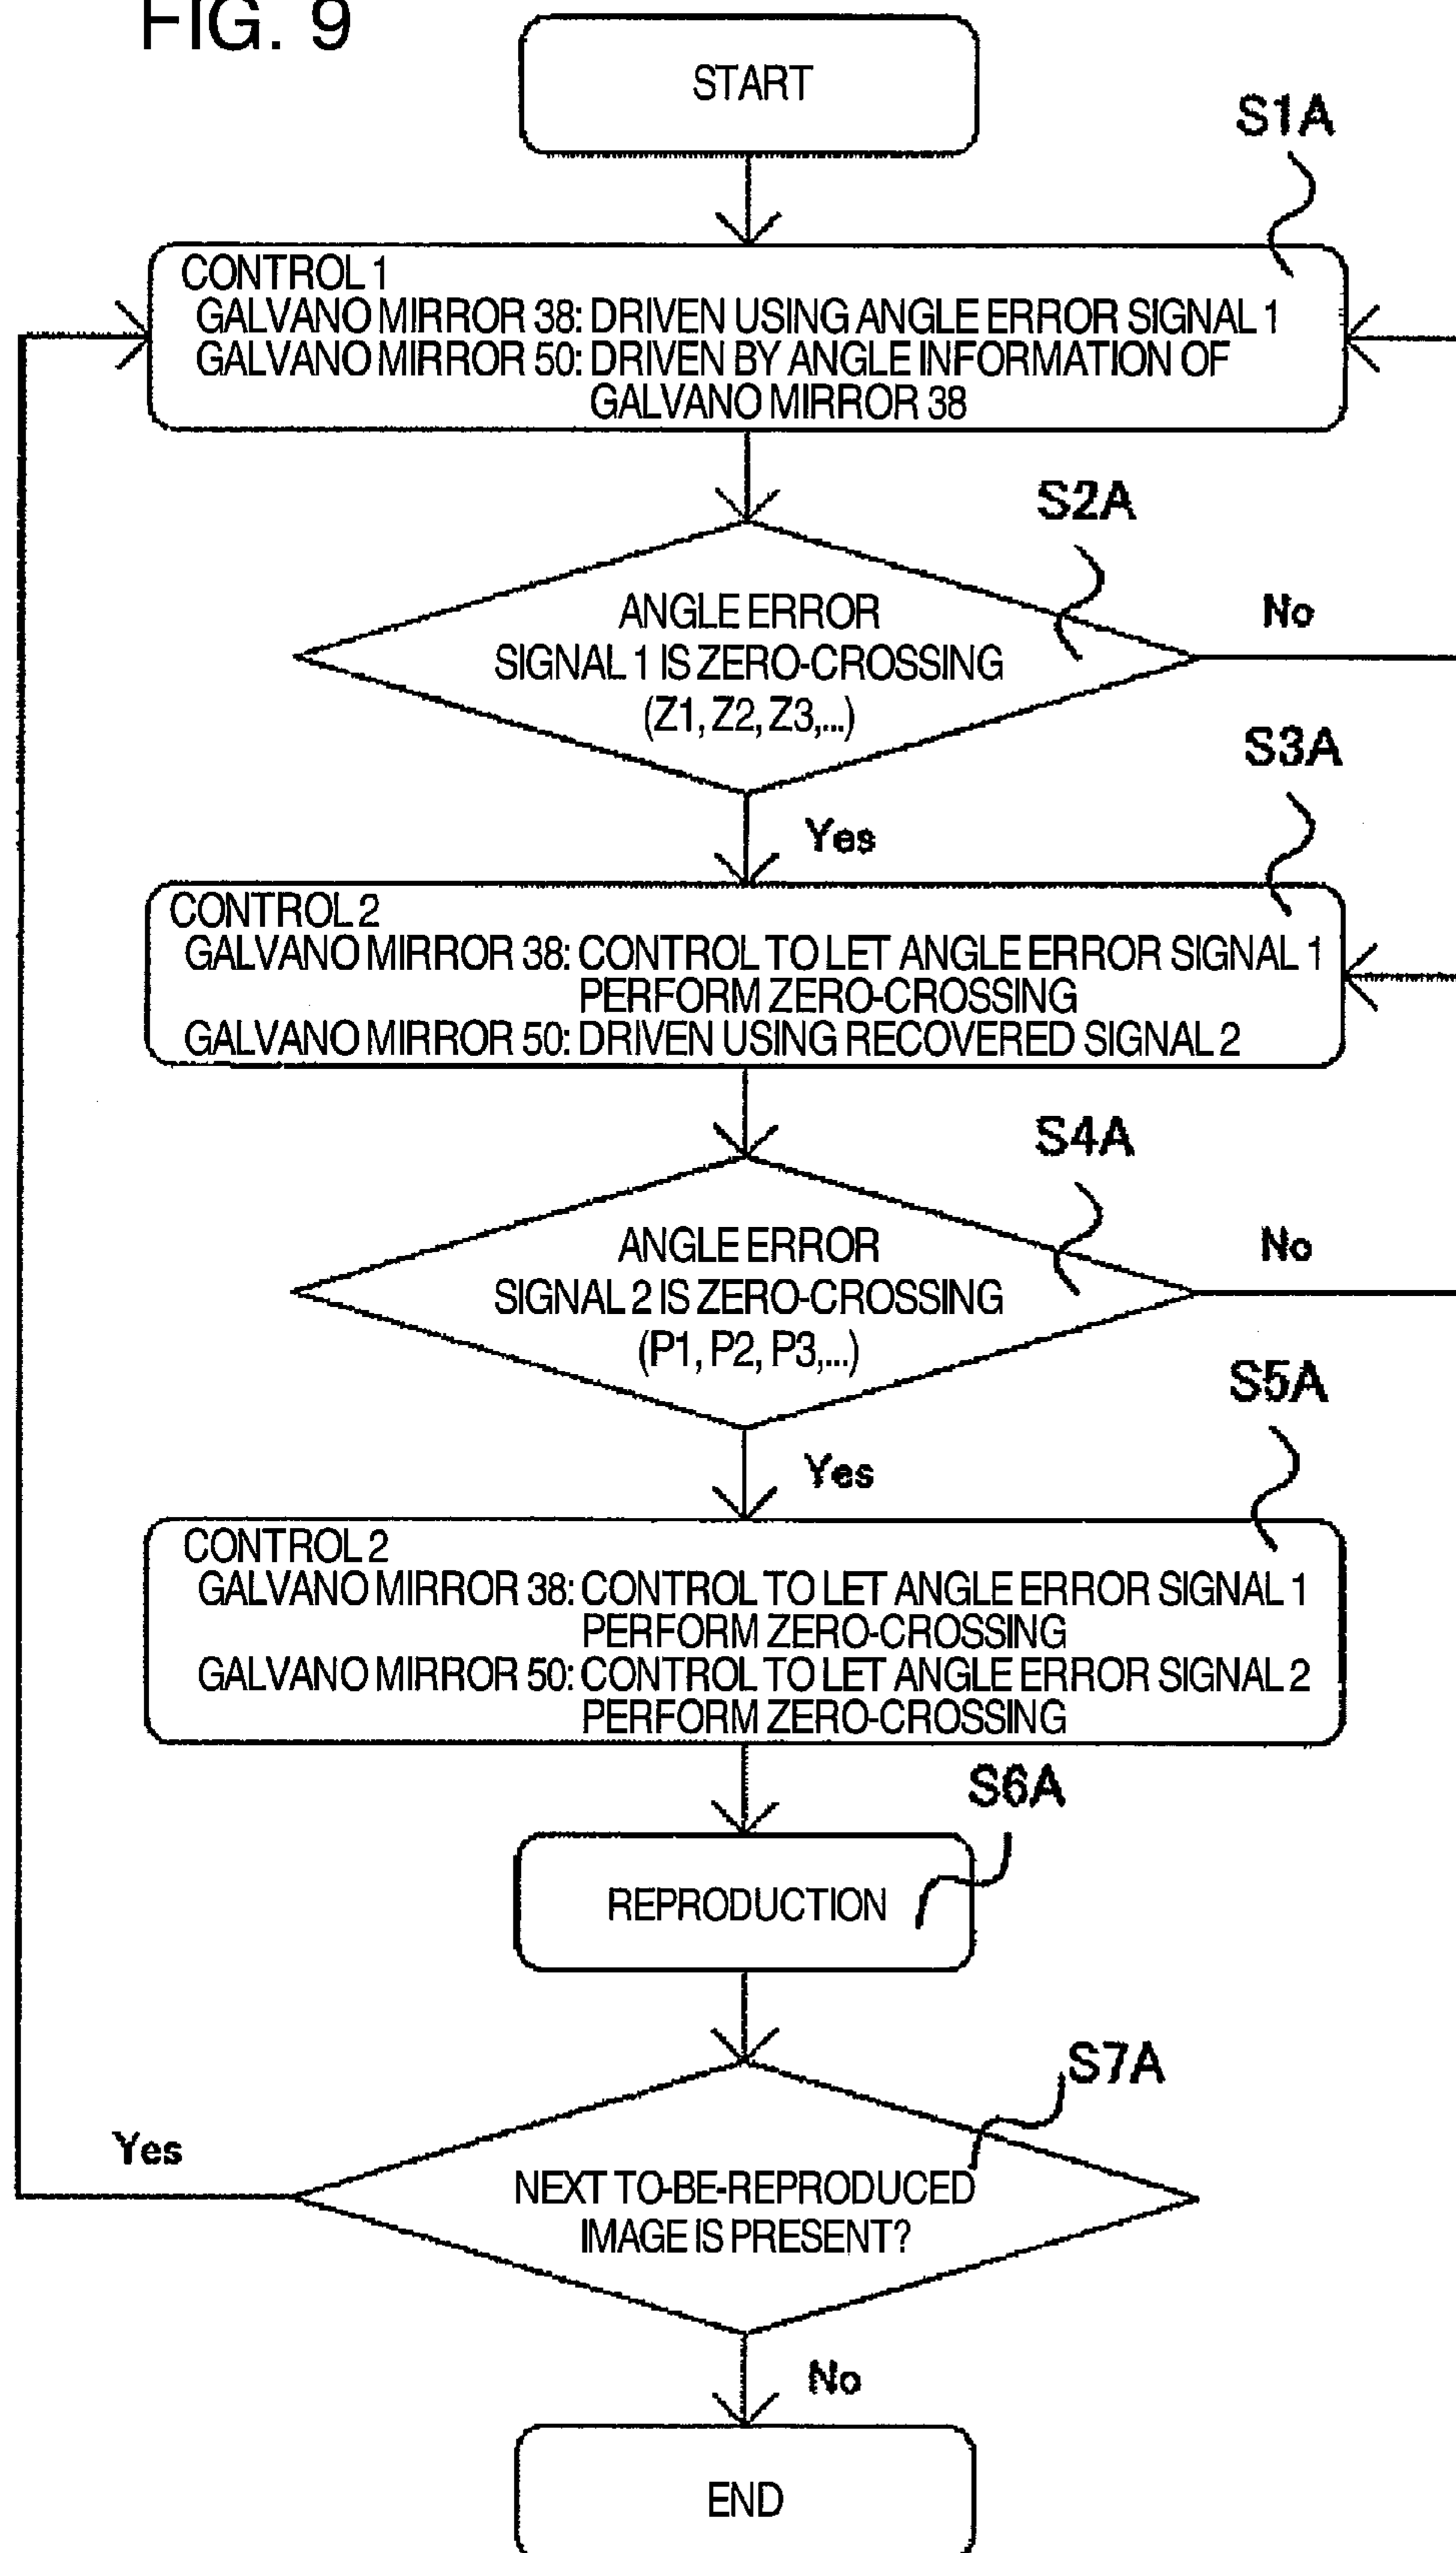 FIG. 9
START
S1A
CONTROL 1
GALVANO MIRROR 38: DRIVEN USING ANGLE ERROR SIGNAL 1
GALVANO MIRROR 50: DRIVEN BY ANGLE INFORMATION OF
GALVANO MIRROR 38
S2A
ANGLE ERROR
SIGNAL 1 IS ZERO-CROSSING
(Z1, Z2, Z3,...)
No
Yes
S3A
CONTROL 2
GALVANO MIRROR 38: CONTROL TO LET ANGLE ERROR SIGNAL 1
PERFORM ZERO-CROSSING
GALVANO MIRROR 50: DRIVEN USING RECOVERED SIGNAL 2
S4A
ANGLE ERROR
SIGNAL 2 IS ZERO-CROSSING
(P1, P2, P3,...)
No
Yes
S5A
CONTROL 2
GALVANO MIRROR 38: CONTROL TO LET ANGLE ERROR SIGNAL 1
PERFORM ZERO-CROSSING
GALVANO MIRROR 50: CONTROL TO LET ANGLE ERROR SIGNAL 2
PERFORM ZERO-CROSSING
S6A
REPRODUCTION
S7A
Yes
NEXT TO-BE-REPRODUCED
IMAGE IS PRESENT?
No
END